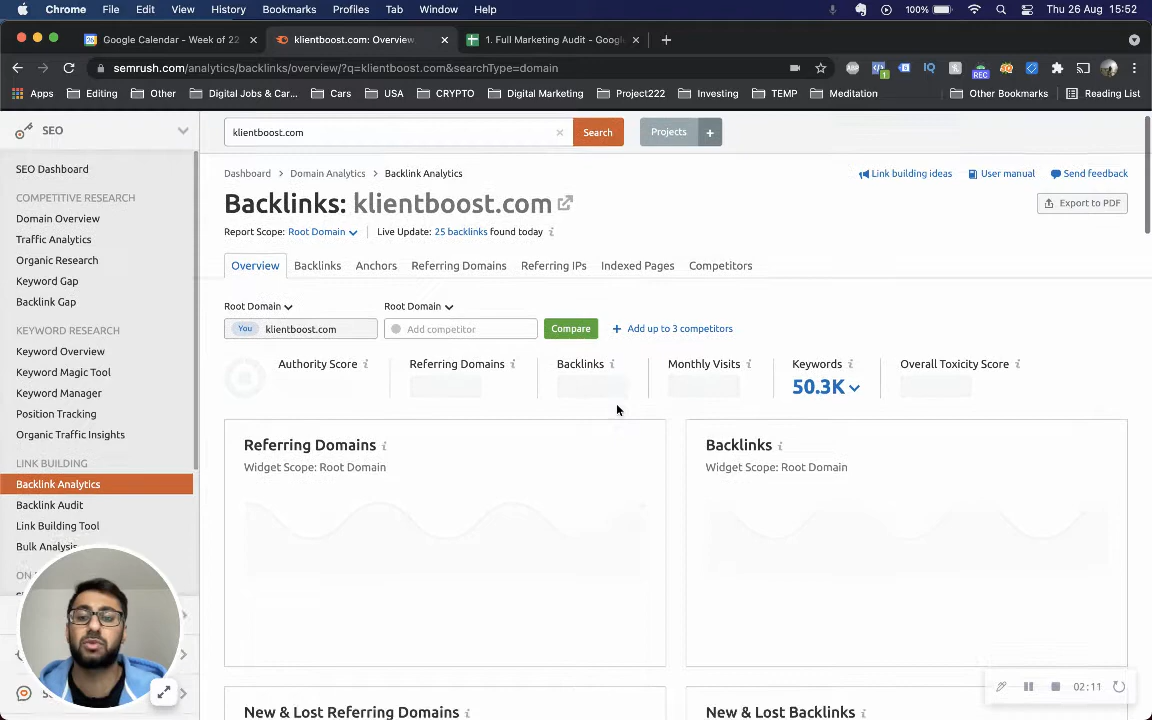 Chrome File Edit View History Bookmarks Profiles Tab Window Help 100% Thu 26 Aug 15:52
Google Calendar - Week of 22 klientboost.com: Overview 1. Full Marketing Audit - Goog
semrush.com/analytics/backlinks/overview/?q=klientboost.com&searchType=domain 1 IQ REC
Apps Editing Other Digital Jobs & Car... Cars USA CRYPTO Digital Marketing Project222 Investing TEMP Meditation Other Bookmarks Reading List
SEO
klientboost.com Search Projects +
SEO Dashboard
COMPETITIVE RESEARCH
Domain Overview
Traffic Analytics
Organic Research
Keyword Gap
Backlink Gap
KEYWORD RESEARCH
Keyword Overview
Keyword Magic Tool
Keyword Manager
Position Tracking
Organic Traffic Insights
LINK BUILDING
Backlink Analytics
Backlink Audit
Link Building Tool
Bulk Analysis
Dashboard > Domain Analytics > Backlink Analytics
Link building ideas User manual Send feedback
Backlinks: klientboost.com
Export to PDF
Report Scope: Root Domain Live Update: 25 backlinks found today
Overview Backlinks Anchors Referring Domains Referring IPs Indexed Pages Competitors
Root Domain Root Domain
You klientboost.com Add competitor Compare + Add up to 3 competitors
Authority Score Referring Domains Backlinks Monthly Visits Keywords Overall Toxicity Score
50.3K
Referring Domains
Widget Scope: Root Domain
Backlinks
Widget Scope: Root Domain
02:11
New & Lost Referring Domains
New & Lost Backlinks